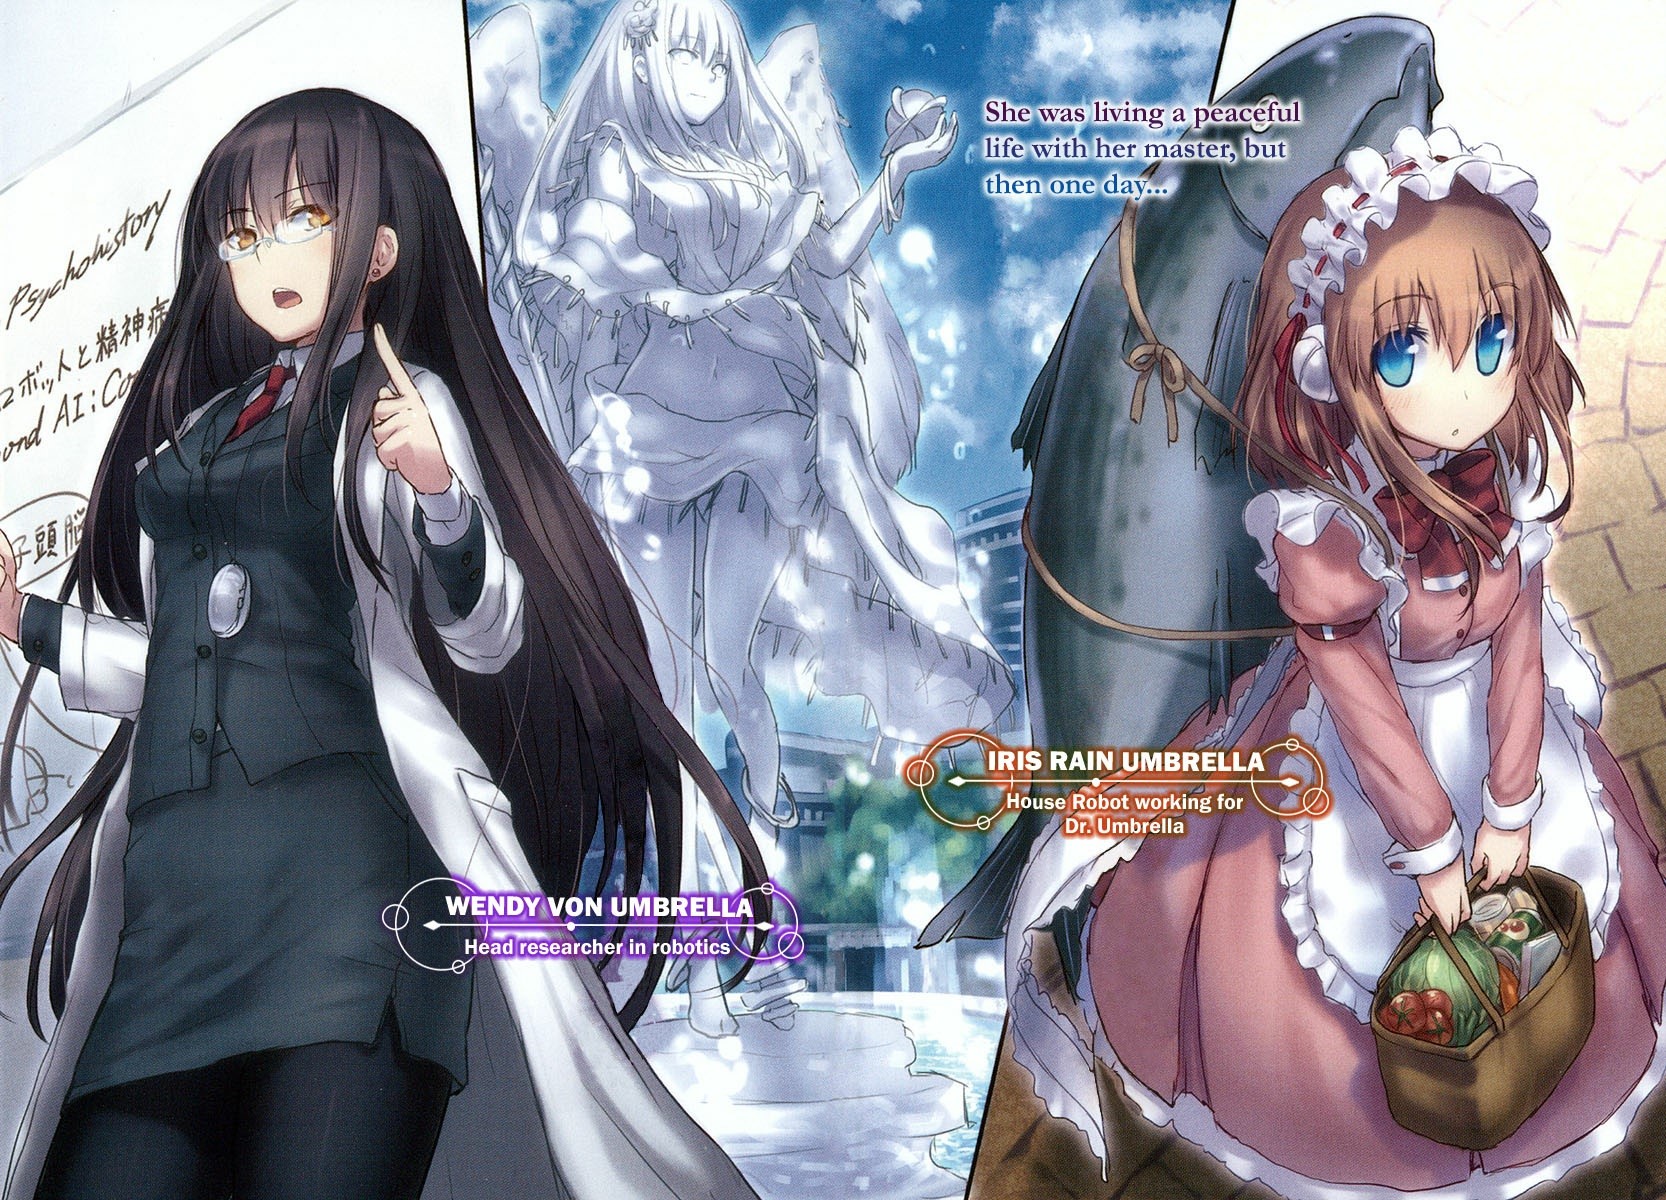 Psychohistory
ボットと精神病
ond AI: Co
子頭脳
She was living a peaceful
life with her master, but
then one day...
IRIS RAIN UMBRELLA
House Robot working for
Dr. Umbrella
WENDY VON UMBRELLA
Head researcher in robotics